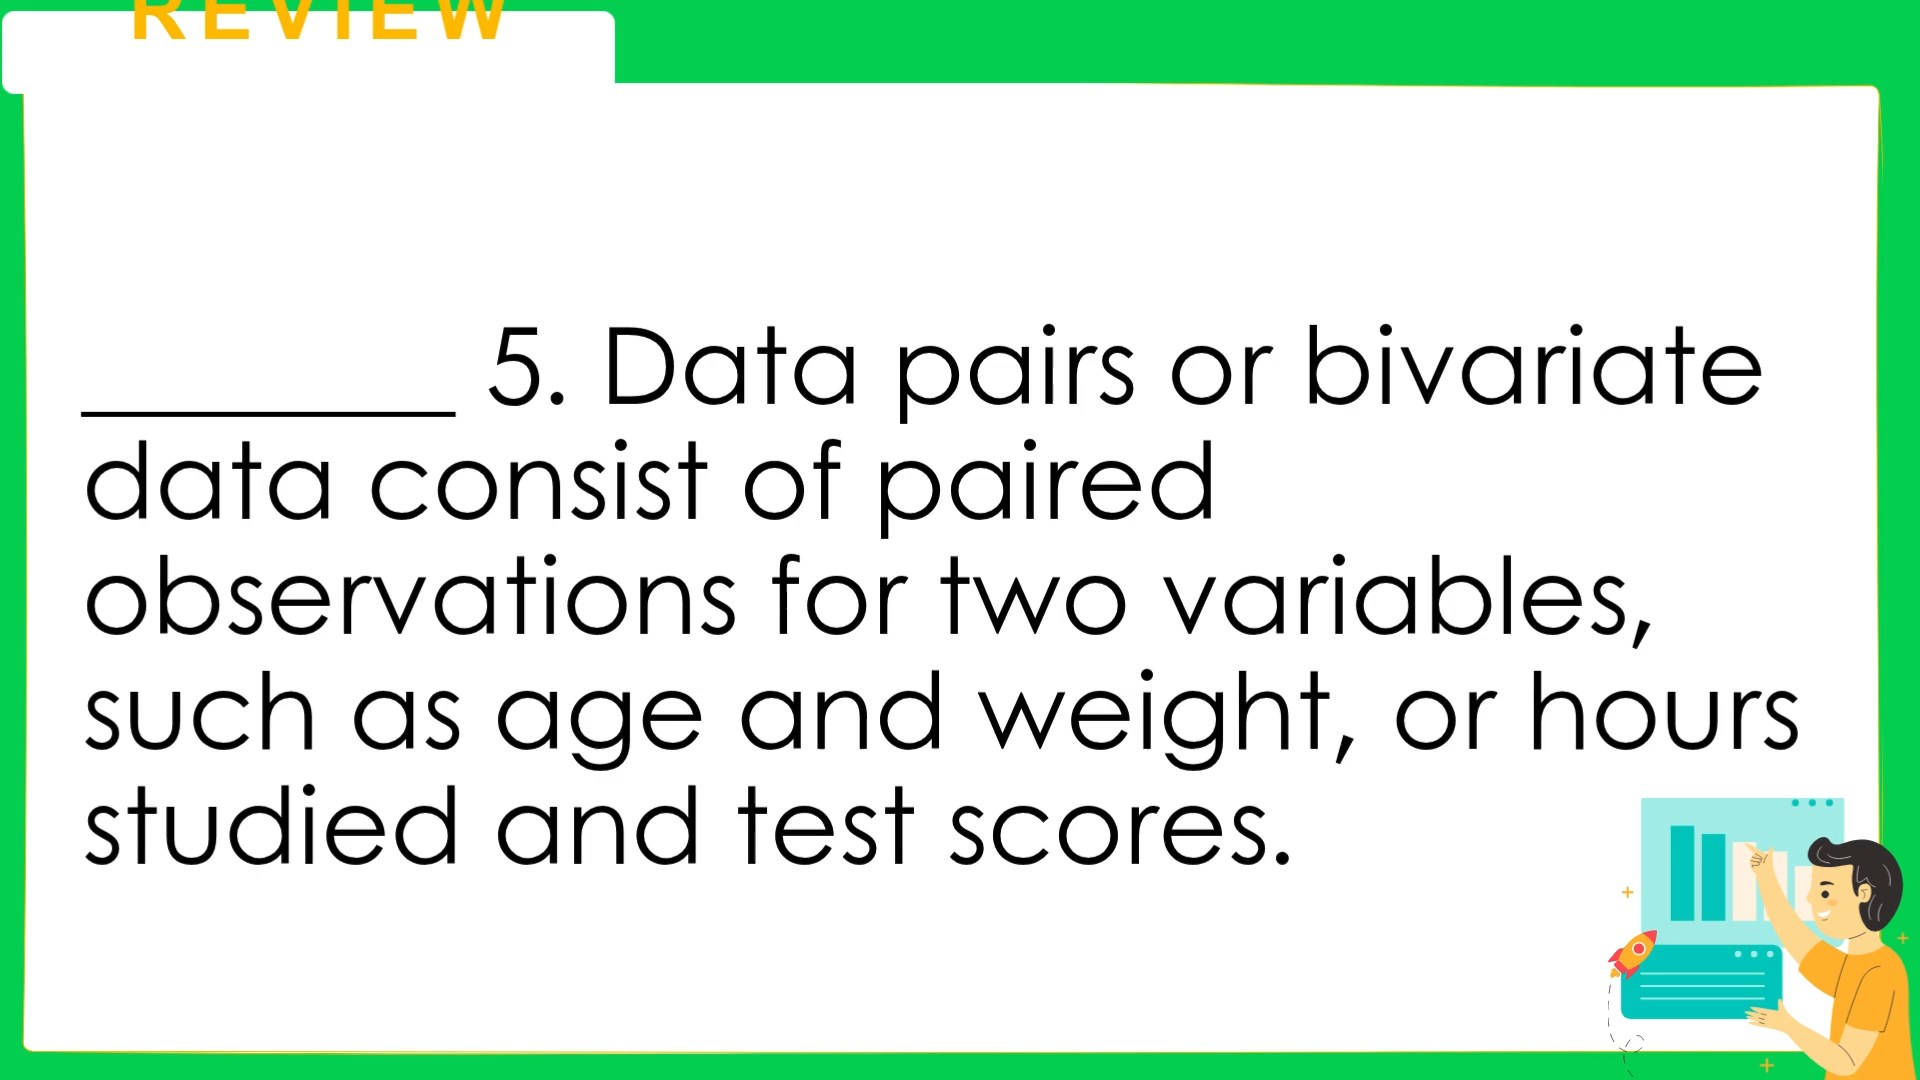 REVIEW
________ 5. Data pairs or bivariate
data consist of paired
observations for two variables,
such as age and weight, or hours
studied and test scores.